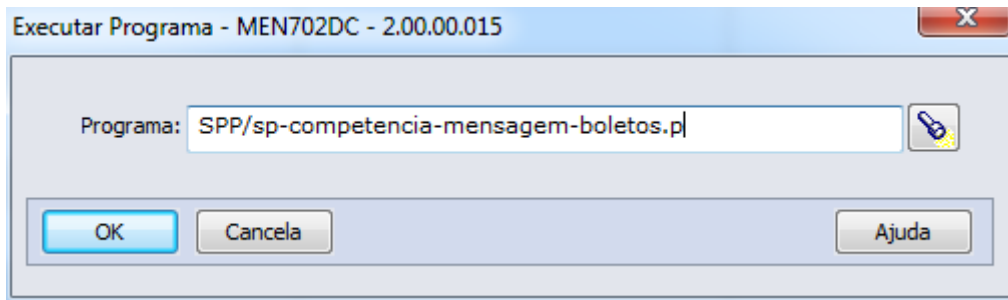 Executar Programa - MEN702DC - 2.00.00.015
Programa: SPP/sp-competencia-mensagem-boletos.p
OK Cancela Ajuda